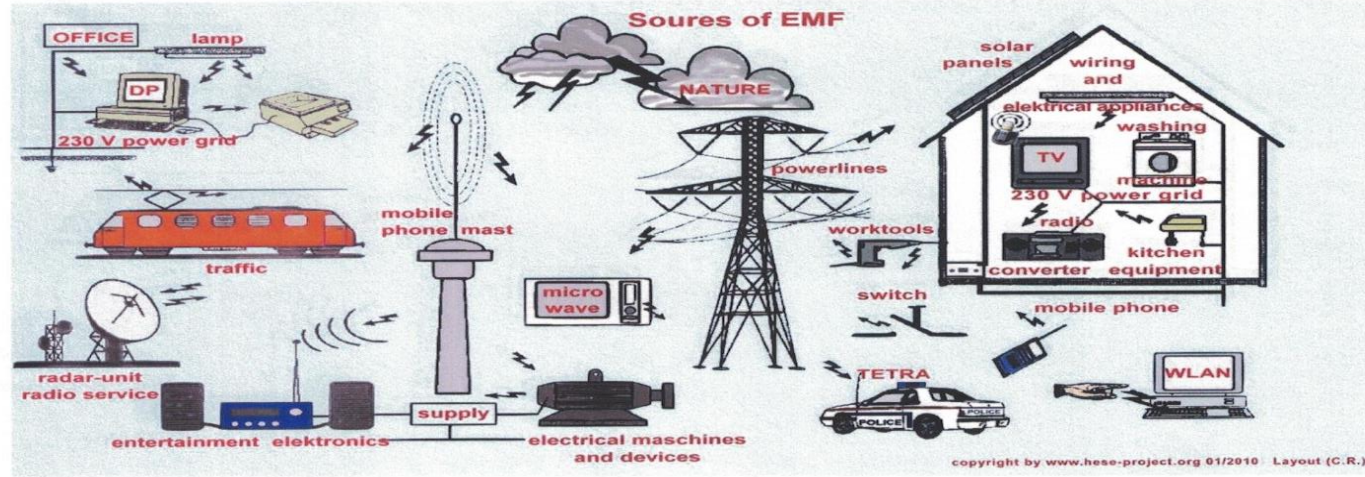 Soures of EMF
OFFICE
lamp
DP
230 V power grid
NATURE
solar
panels
wiring
and
elektrical appliances
washing
TV
machine
230 V power grid
radio
converter
kitchen
equipment
powerlines
mobile
phone mast
traffic
worktools
micro
wave
switch
mobile phone
radar-unit
radio service
TETRA
POLICE
POLICE
WLAN
supply
entertainment elektronics
electrical maschines
and devices
copyright by www.hese-project.org 01/2010 Layout (C.R.)